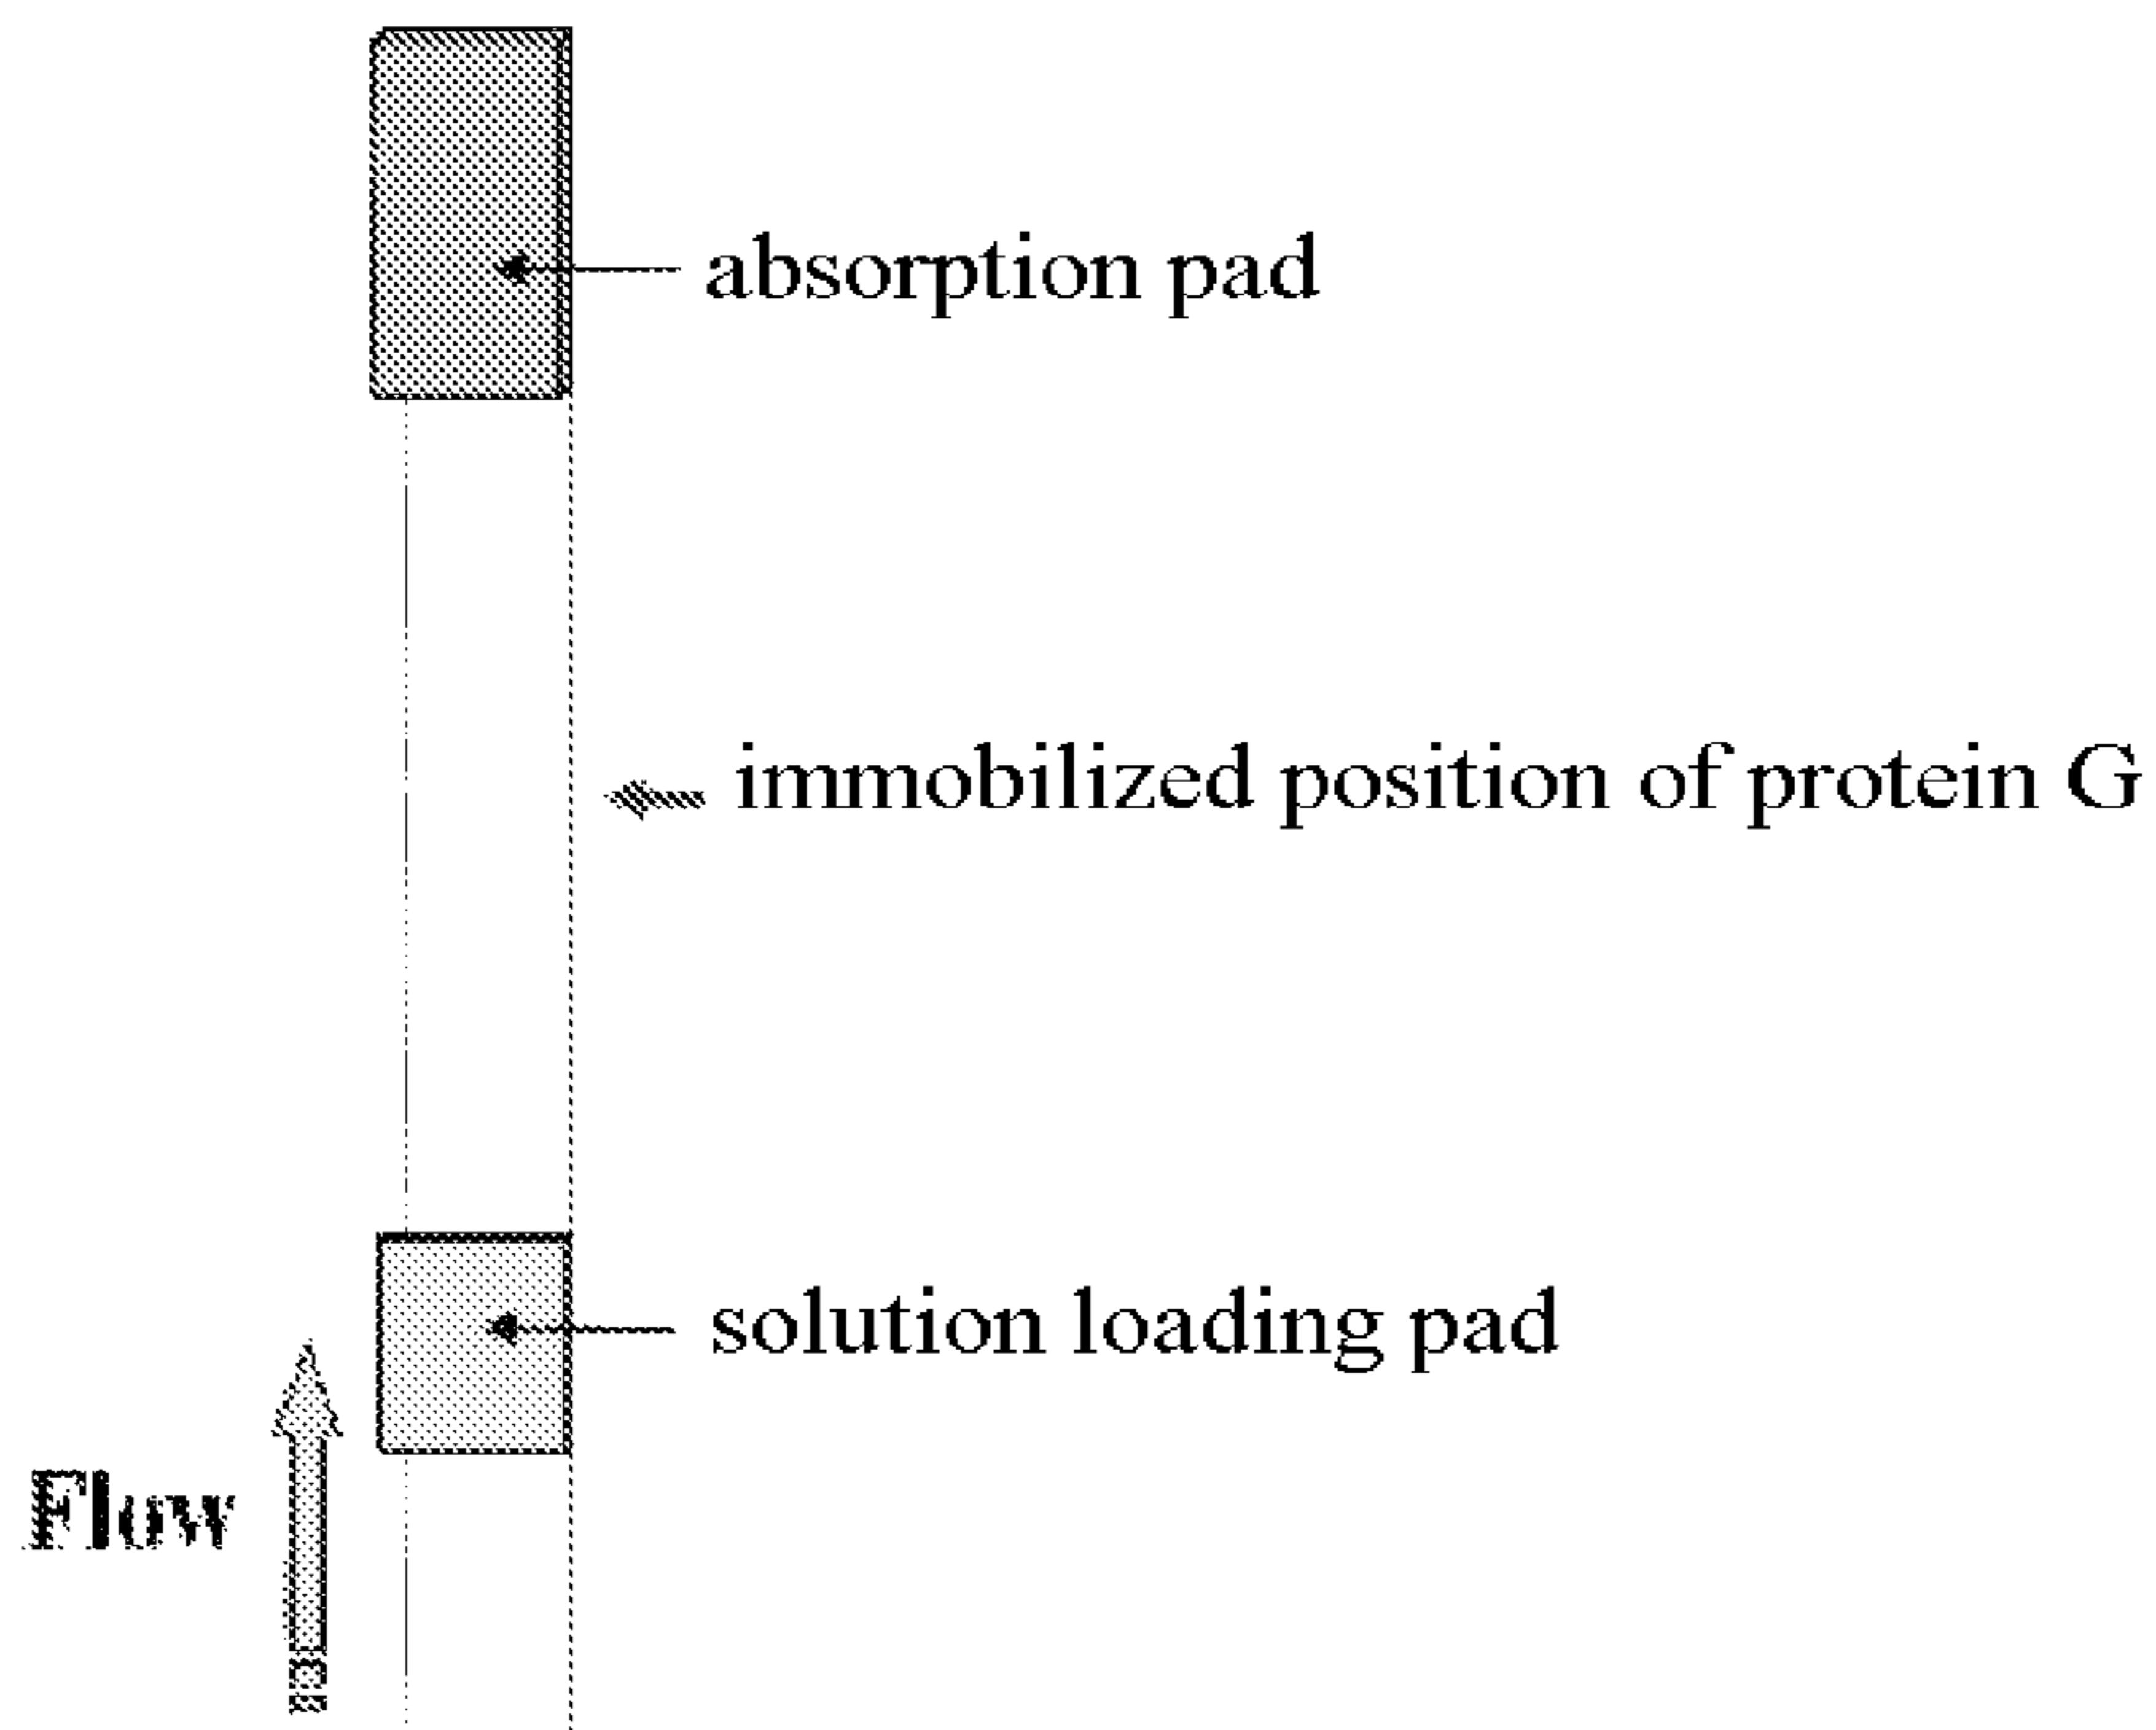 absorption pad
immobilized position of protein G
solution loading pad
Flow